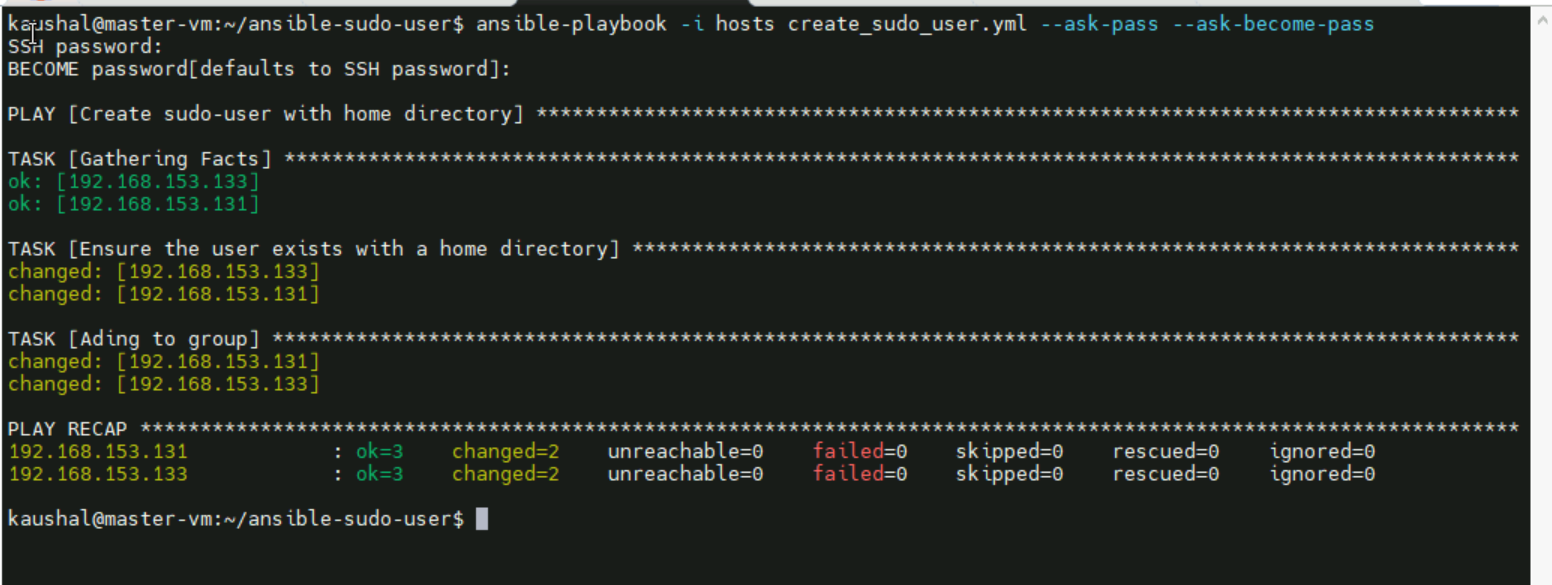 kaushal@master-vm:~/ansible-sudo-user$ ansible-playbook -i hosts create_sudo_user.yml --ask-pass --ask-become-pass
SSH password:
BECOME password[defaults to SSH password]:
PLAY [Create sudo-user with home directory] **********************************************************************************
TASK [Gathering Facts] *******************************************************************************************************
ok: [192.168.153.133]
ok: [192.168.153.131]
TASK [Ensure the user exists with a home directory] **************************************************************************
changed: [192.168.153.133]
changed: [192.168.153.131]
TASK [Ading to group] ********************************************************************************************************
changed: [192.168.153.131]
changed: [192.168.153.133]
PLAY RECAP *******************************************************************************************************************
192.168.153.131            : ok=3    changed=2    unreachable=0    failed=0    skipped=0    rescued=0    ignored=0
192.168.153.133            : ok=3    changed=2    unreachable=0    failed=0    skipped=0    rescued=0    ignored=0
kaushal@master-vm:~/ansible-sudo-user$